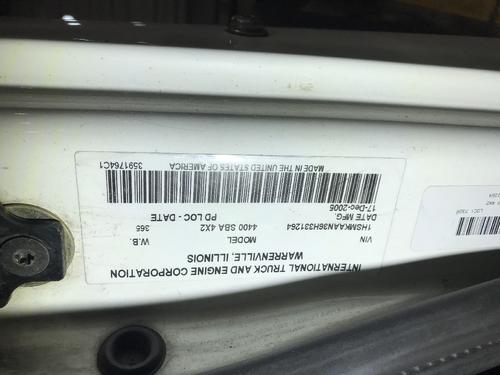 INTERNATIONAL TRUCK AND ENGINE CORPORATION
WARRENVILLE, ILLINOIS
VIN MODEL W.B.
1HSMKAAN36H331264 4400 SBA 4X2 365
DATE MFG PD LOC - DATE
17-Dec-2005
MADE IN THE UNITED STATES OF AMERICA 3591764C1